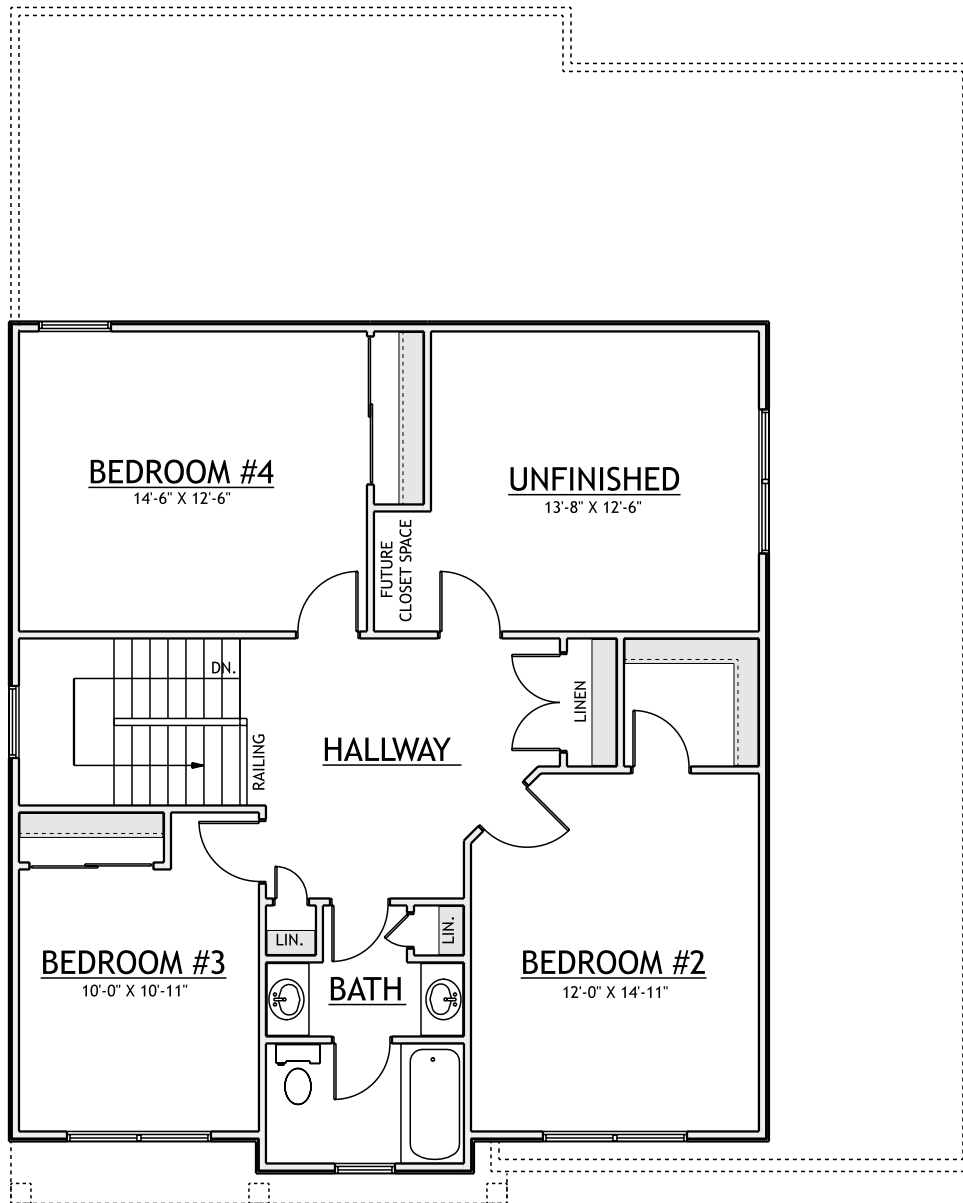 BEDROOM #4
14'-6" X 12'-6"
UNFINISHED
13'-8" X 12'-6"
FUTURE
CLOSET SPACE
DN.
RAILING
HALLWAY
LINEN
LIN.
LIN.
BEDROOM #3
10'-0" X 10'-11"
BATH
BEDROOM #2
12'-0" X 14'-11"